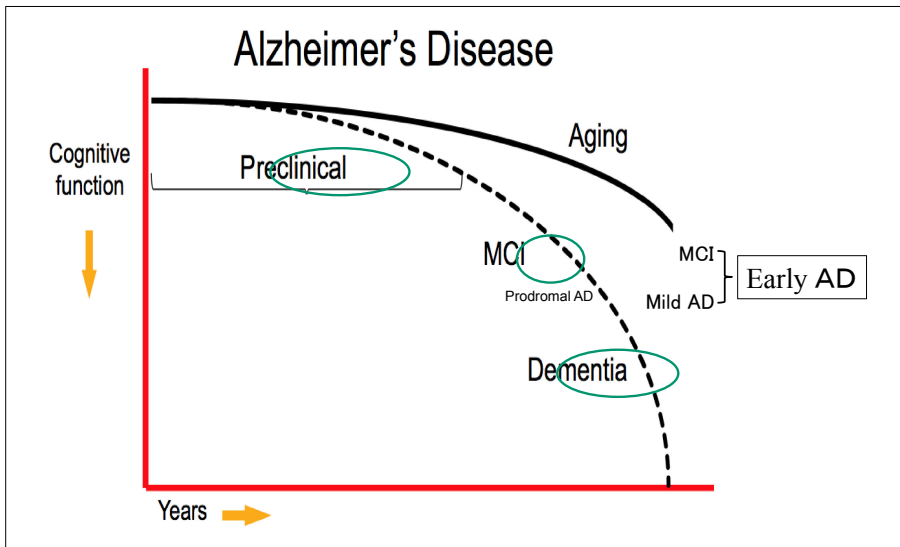 Alzheimer's Disease
Cognitive
function
Aging
Preclinical
MCI
Prodromal AD
MCI
Early AD
Mild AD
Dementia
Years